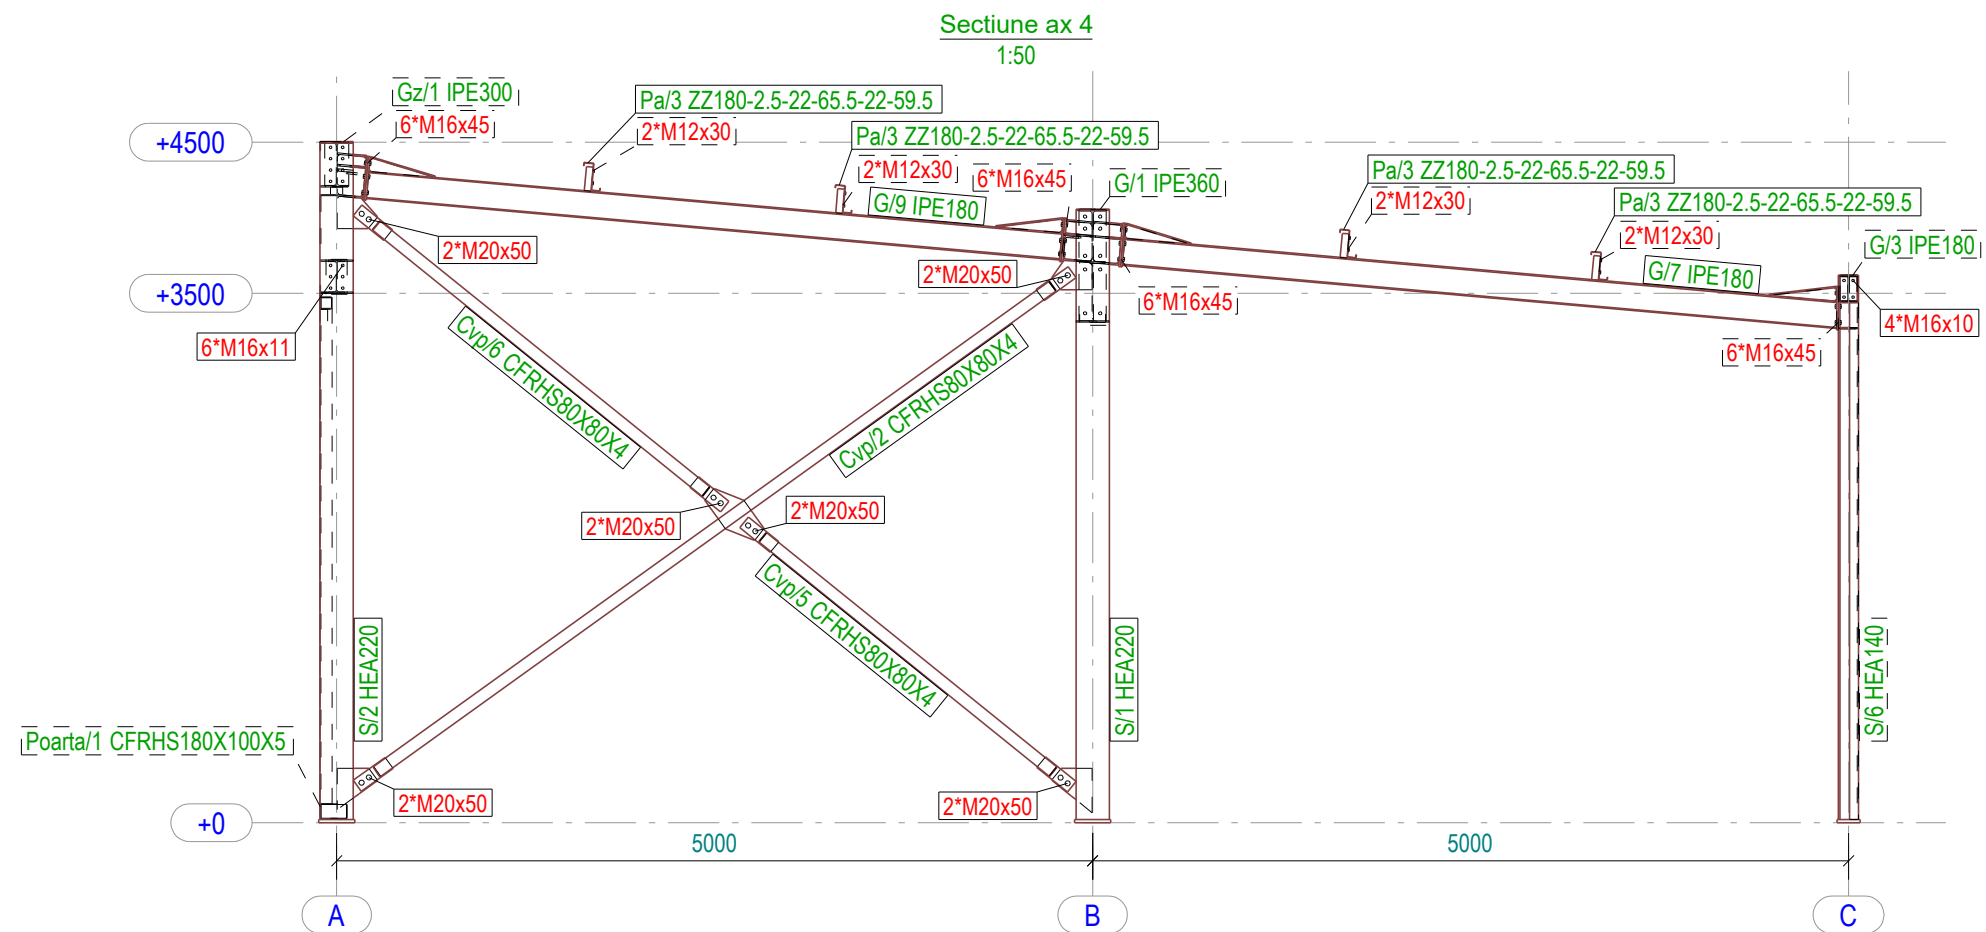 Sectiune ax 4
1:50
Gz/1 IPE300
6*M16x45
Pa/3 ZZ180-2.5-22-65.5-22-59.5
2*M12x30
+4500
Pa/3 ZZ180-2.5-22-65.5-22-59.5
2*M12x30
6*M16x45
G/9 IPE180
G/1 IPE360
Pa/3 ZZ180-2.5-22-65.5-22-59.5
2*M12x30
Pa/3 ZZ180-2.5-22-65.5-22-59.5
2*M12x30
G/3 IPE180
2*M20x50
2*M20x50
G/7 IPE180
+3500
6*M16x45
6*M16x11
4*M16x10
6*M16x45
Cvp/6 CFRHS80X80X4
Cvp/2 CFRHS80X80X4
2*M20x50
2*M20x50
Cvp/5 CFRHS80X80X4
S/2 HEA220
S/1 HEA220
S/6 HEA140
Poarta/1 CFRHS180X100X5
2*M20x50
2*M20x50
+0
5000
5000
A
B
C